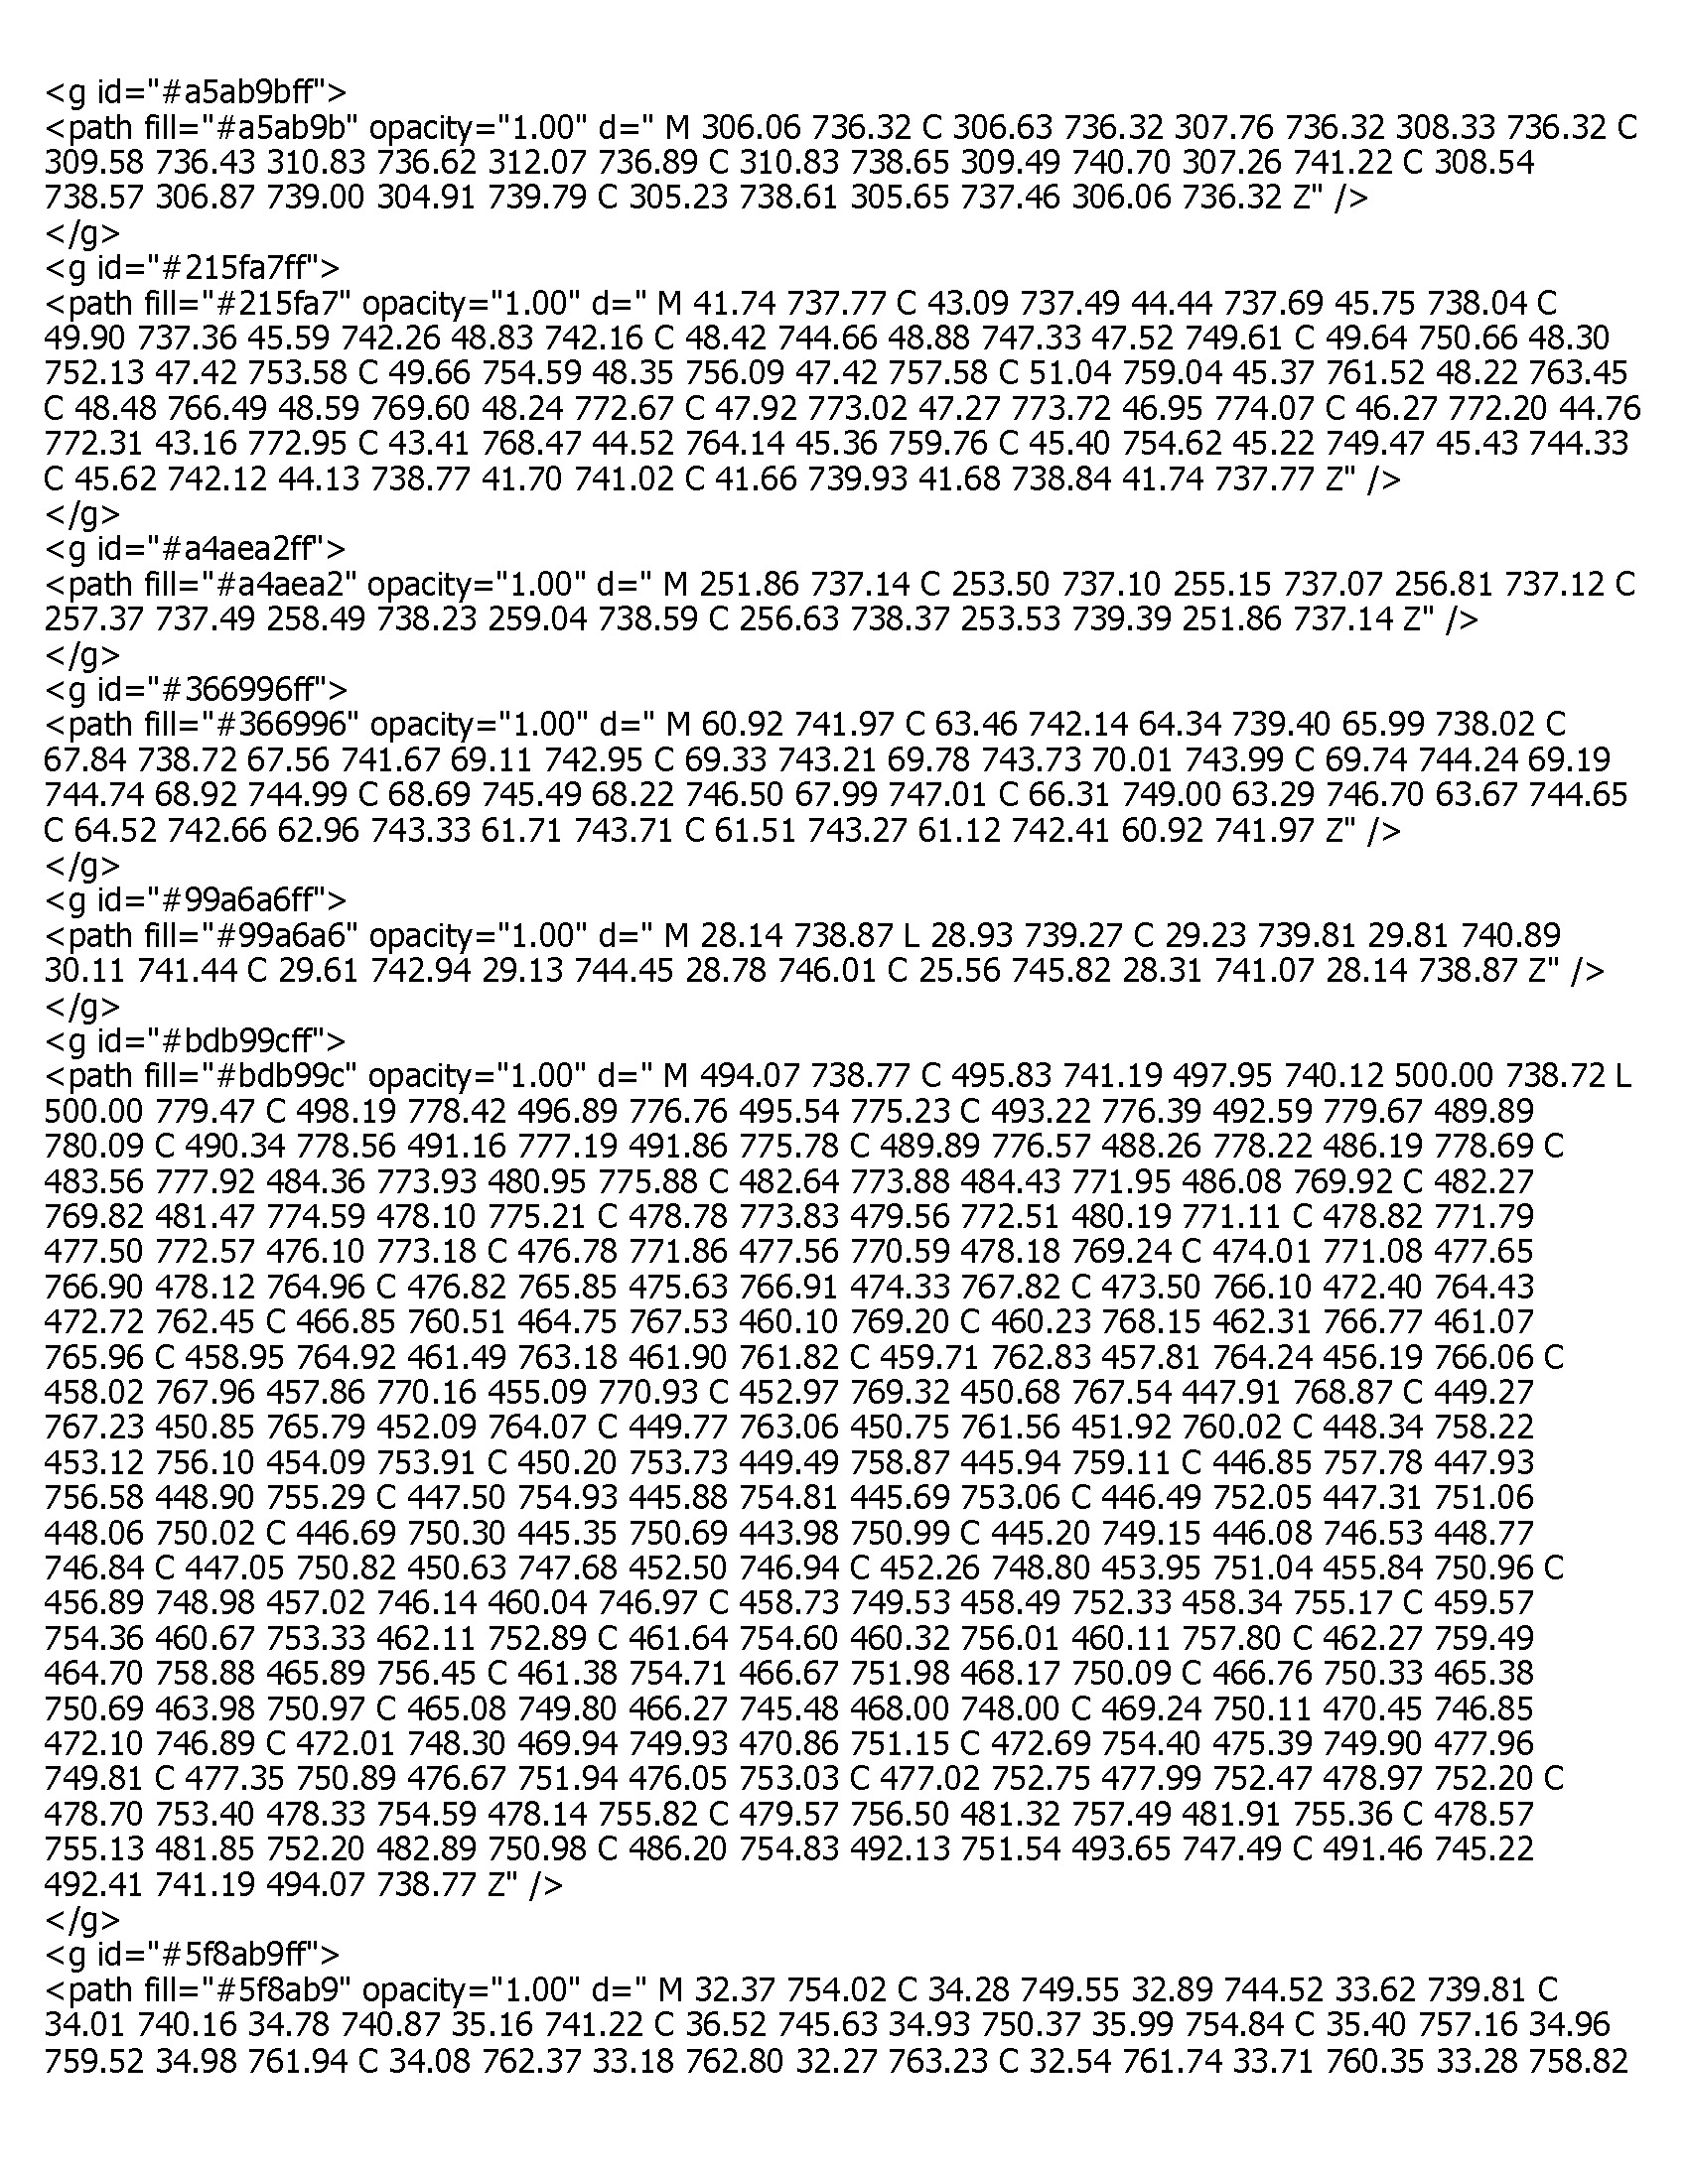 <g id="#a5ab9bff">
<path fill="#a5ab9b" opacity="1.00" d=" M 306.06 736.32 C 306.63 736.32 307.76 736.32 308.33 736.32 C
309.58 736.43 310.83 736.62 312.07 736.89 C 310.83 738.65 309.49 740.70 307.26 741.22 C 308.54
738.57 306.87 739.00 304.91 739.79 C 305.23 738.61 305.65 737.46 306.06 736.32 Z" />
</g>
<g id="#215fa7ff">
<path fill="#215fa7" opacity="1.00" d=" M 41.74 737.77 C 43.09 737.49 44.44 737.69 45.75 738.04 C
49.90 737.36 45.59 742.26 48.83 742.16 C 48.42 744.66 48.88 747.33 47.52 749.61 C 49.64 750.66 48.30
752.13 47.42 753.58 C 49.66 754.59 48.35 756.09 47.42 757.58 C 51.04 759.04 45.37 761.52 48.22 763.45
C 48.48 766.49 48.59 769.60 48.24 772.67 C 47.92 773.02 47.27 773.72 46.95 774.07 C 46.27 772.20 44.76
772.31 43.16 772.95 C 43.41 768.47 44.52 764.14 45.36 759.76 C 45.40 754.62 45.22 749.47 45.43 744.33
C 45.62 742.12 44.13 738.77 41.70 741.02 C 41.66 739.93 41.68 738.84 41.74 737.77 Z" />
</g>
<g id="#a4aea2ff">
<path fill="#a4aea2" opacity="1.00" d=" M 251.86 737.14 C 253.50 737.10 255.15 737.07 256.81 737.12 C
257.37 737.49 258.49 738.23 259.04 738.59 C 256.63 738.37 253.53 739.39 251.86 737.14 Z" />
</g>
<g id="#366996ff">
<path fill="#366996" opacity="1.00" d=" M 60.92 741.97 C 63.46 742.14 64.34 739.40 65.99 738.02 C
67.84 738.72 67.56 741.67 69.11 742.95 C 69.33 743.21 69.78 743.73 70.01 743.99 C 69.74 744.24 69.19
744.74 68.92 744.99 C 68.69 745.49 68.22 746.50 67.99 747.01 C 66.31 749.00 63.29 746.70 63.67 744.65
C 64.52 742.66 62.96 743.33 61.71 743.71 C 61.51 743.27 61.12 742.41 60.92 741.97 Z" />
</g>
<g id="#99a6a6ff">
<path fill="#99a6a6" opacity="1.00" d=" M 28.14 738.87 L 28.93 739.27 C 29.23 739.81 29.81 740.89
30.11 741.44 C 29.61 742.94 29.13 744.45 28.78 746.01 C 25.56 745.82 28.31 741.07 28.14 738.87 Z" />
</g>
<g id="#bdb99cff">
<path fill="#bdb99c" opacity="1.00" d=" M 494.07 738.77 C 495.83 741.19 497.95 740.12 500.00 738.72 L
500.00 779.47 C 498.19 778.42 496.89 776.76 495.54 775.23 C 493.22 776.39 492.59 779.67 489.89
780.09 C 490.34 778.56 491.16 777.19 491.86 775.78 C 489.89 776.57 488.26 778.22 486.19 778.69 C
483.56 777.92 484.36 773.93 480.95 775.88 C 482.64 773.88 484.43 771.95 486.08 769.92 C 482.27
769.82 481.47 774.59 478.10 775.21 C 478.78 773.83 479.56 772.51 480.19 771.11 C 478.82 771.79
477.50 772.57 476.10 773.18 C 476.78 771.86 477.56 770.59 478.18 769.24 C 474.01 771.08 477.65
766.90 478.12 764.96 C 476.82 765.85 475.63 766.91 474.33 767.82 C 473.50 766.10 472.40 764.43
472.72 762.45 C 466.85 760.51 464.75 767.53 460.10 769.20 C 460.23 768.15 462.31 766.77 461.07
765.96 C 458.95 764.92 461.49 763.18 461.90 761.82 C 459.71 762.83 457.81 764.24 456.19 766.06 C
458.02 767.96 457.86 770.16 455.09 770.93 C 452.97 769.32 450.68 767.54 447.91 768.87 C 449.27
767.23 450.85 765.79 452.09 764.07 C 449.77 763.06 450.75 761.56 451.92 760.02 C 448.34 758.22
453.12 756.10 454.09 753.91 C 450.20 753.73 449.49 758.87 445.94 759.11 C 446.85 757.78 447.93
756.58 448.90 755.29 C 447.50 754.93 445.88 754.81 445.69 753.06 C 446.49 752.05 447.31 751.06
448.06 750.02 C 446.69 750.30 445.35 750.69 443.98 750.99 C 445.20 749.15 446.08 746.53 448.77
746.84 C 447.05 750.82 450.63 747.68 452.50 746.94 C 452.26 748.80 453.95 751.04 455.84 750.96 C
456.89 748.98 457.02 746.14 460.04 746.97 C 458.73 749.53 458.49 752.33 458.34 755.17 C 459.57
754.36 460.67 753.33 462.11 752.89 C 461.64 754.60 460.32 756.01 460.11 757.80 C 462.27 759.49
464.70 758.88 465.89 756.45 C 461.38 754.71 466.67 751.98 468.17 750.09 C 466.76 750.33 465.38
750.69 463.98 750.97 C 465.08 749.80 466.27 745.48 468.00 748.00 C 469.24 750.11 470.45 746.85
472.10 746.89 C 472.01 748.30 469.94 749.93 470.86 751.15 C 472.69 754.40 475.39 749.90 477.96
749.81 C 477.35 750.89 476.67 751.94 476.05 753.03 C 477.02 752.75 477.99 752.47 478.97 752.20 C
478.70 753.40 478.33 754.59 478.14 755.82 C 479.57 756.50 481.32 757.49 481.91 755.36 C 478.57
755.13 481.85 752.20 482.89 750.98 C 486.20 754.83 492.13 751.54 493.65 747.49 C 491.46 745.22
492.41 741.19 494.07 738.77 Z" />
</g>
<g id="#5f8ab9ff">
<path fill="#5f8ab9" opacity="1.00" d=" M 32.37 754.02 C 34.28 749.55 32.89 744.52 33.62 739.81 C
34.01 740.16 34.78 740.87 35.16 741.22 C 36.52 745.63 34.93 750.37 35.99 754.84 C 35.40 757.16 34.96
759.52 34.98 761.94 C 34.08 762.37 33.18 762.80 32.27 763.23 C 32.54 761.74 33.71 760.35 33.28 758.82